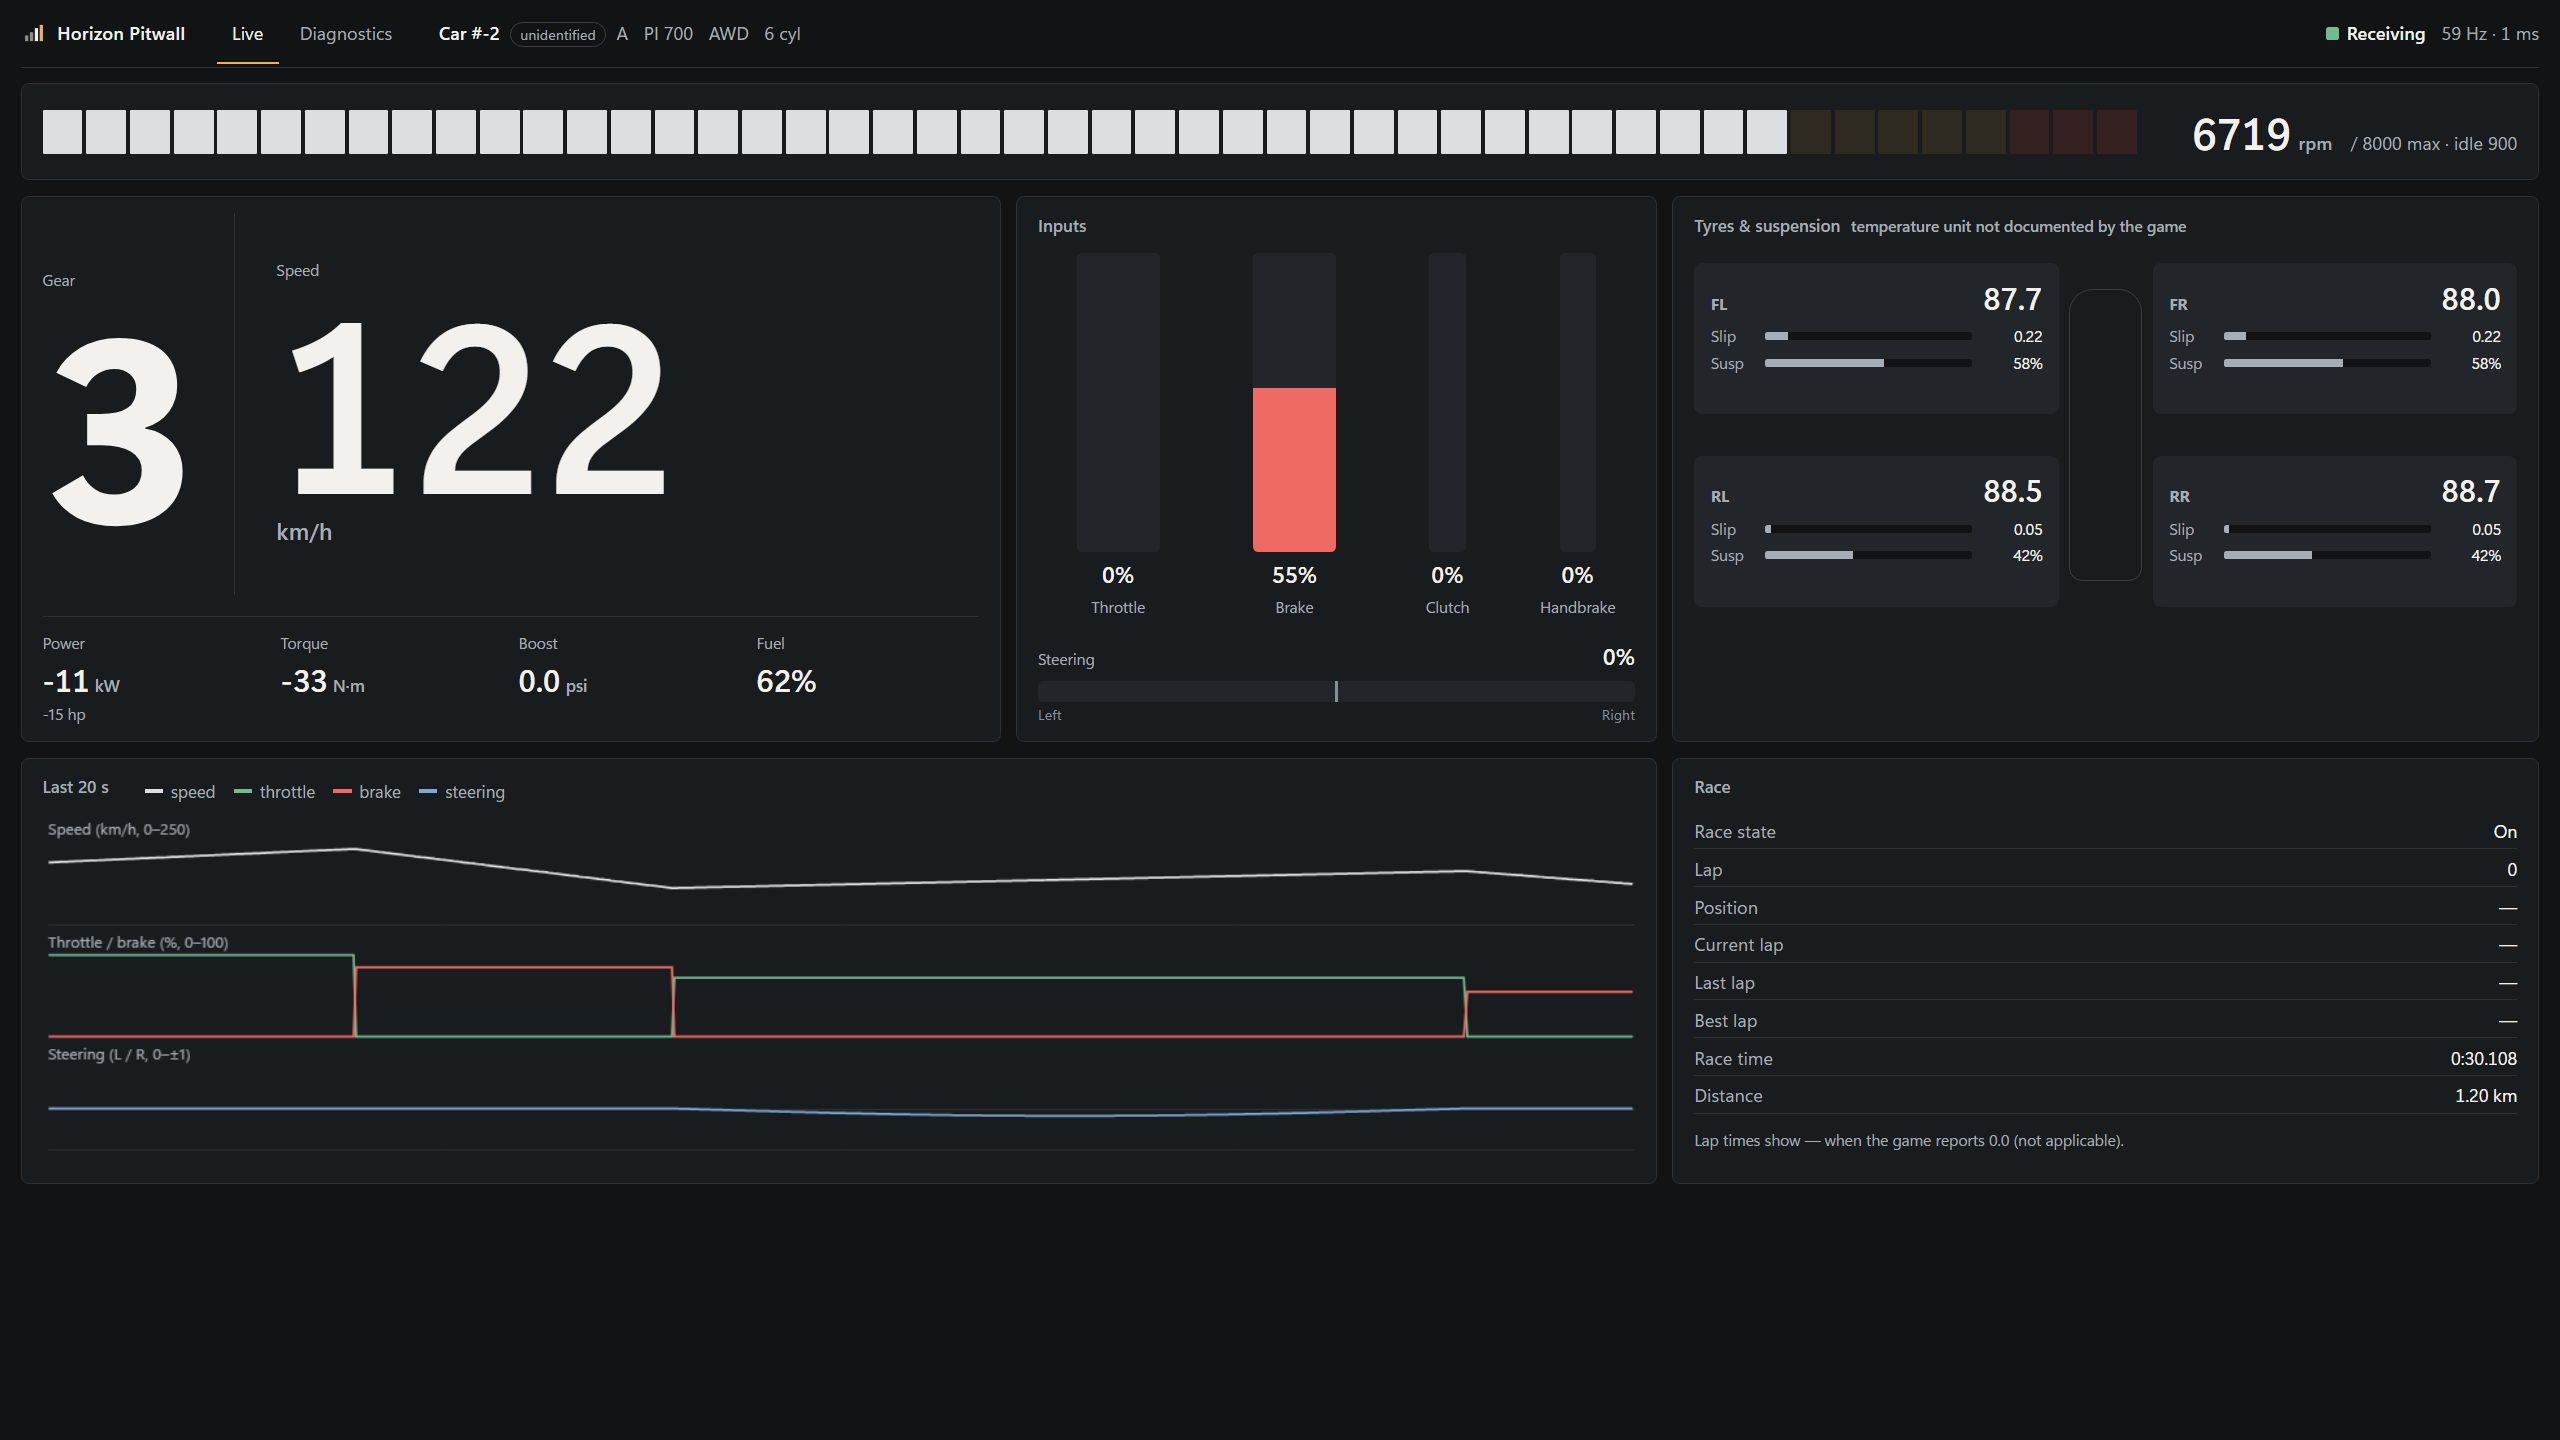 Horizon Pitwall Live Diagnostics Car #-2 unidentified A PI 700 AWD 6 cyl Receiving 59 Hz · 1 ms
6719 rpm / 8000 max · idle 900
Gear
3
Speed
122
km/h
Power
-11 kW
-15 hp
Torque
-33 N·m
Boost
0.0 psi
Fuel
62%
Inputs
0% 55% 0% 0%
Throttle Brake Clutch Handbrake
Steering 0%
Left Right
Tyres & suspension temperature unit not documented by the game
FL 87.7
Slip 0.22
Susp 58%
FR 88.0
Slip 0.22
Susp 58%
RL 88.5
Slip 0.05
Susp 42%
RR 88.7
Slip 0.05
Susp 42%
Last 20 s speed throttle brake steering
Speed (km/h, 0–250)
Throttle / brake (%, 0–100)
Steering (L / R, 0–±1)
Race
Race state On
Lap 0
Position —
Current lap —
Last lap —
Best lap —
Race time 0:30.108
Distance 1.20 km
Lap times show — when the game reports 0.0 (not applicable).